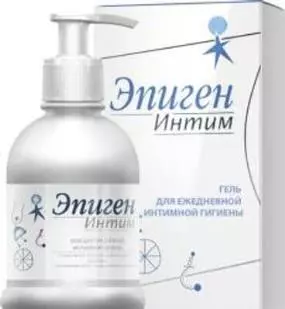 Эпиген
Интим
ГЕЛЬ
ДЛЯ ЕЖЕДНЕВНОЙ
ИНТИМНОЙ ГИГИЕНЫ
Эпиген
Интим